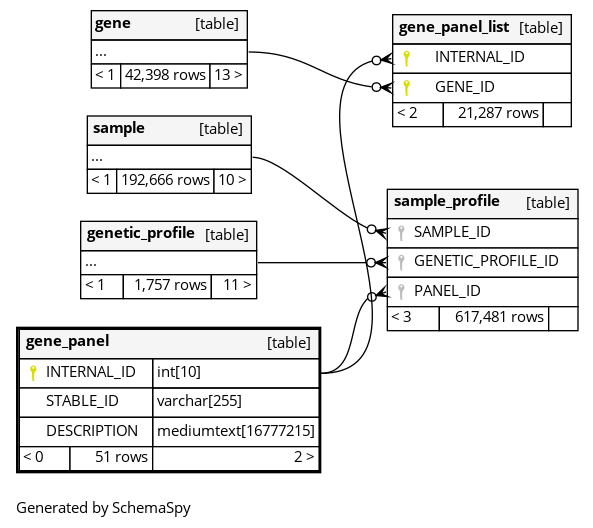 gene [table]
...
< 1 42,398 rows 13 >
sample [table]
...
< 1 192,666 rows 10 >
genetic_profile [table]
...
< 1 1,757 rows 11 >
gene_panel [table]
INTERNAL_ID int[10]
STABLE_ID varchar[255]
DESCRIPTION mediumtext[16777215]
< 0 51 rows 2 >
gene_panel_list [table]
INTERNAL_ID
GENE_ID
< 2 21,287 rows
sample_profile [table]
SAMPLE_ID
GENETIC_PROFILE_ID
PANEL_ID
< 3 617,481 rows
Generated by SchemaSpy